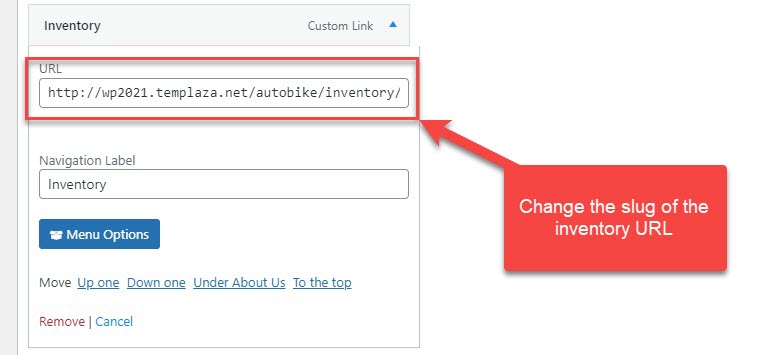 Inventory Custom Link
URL
http://wp2021.templaza.net/autobike/inventory/
Navigation Label
Inventory
Menu Options
Change the slug of the
inventory URL
Move Up one Down one Under About Us To the top
Remove | Cancel